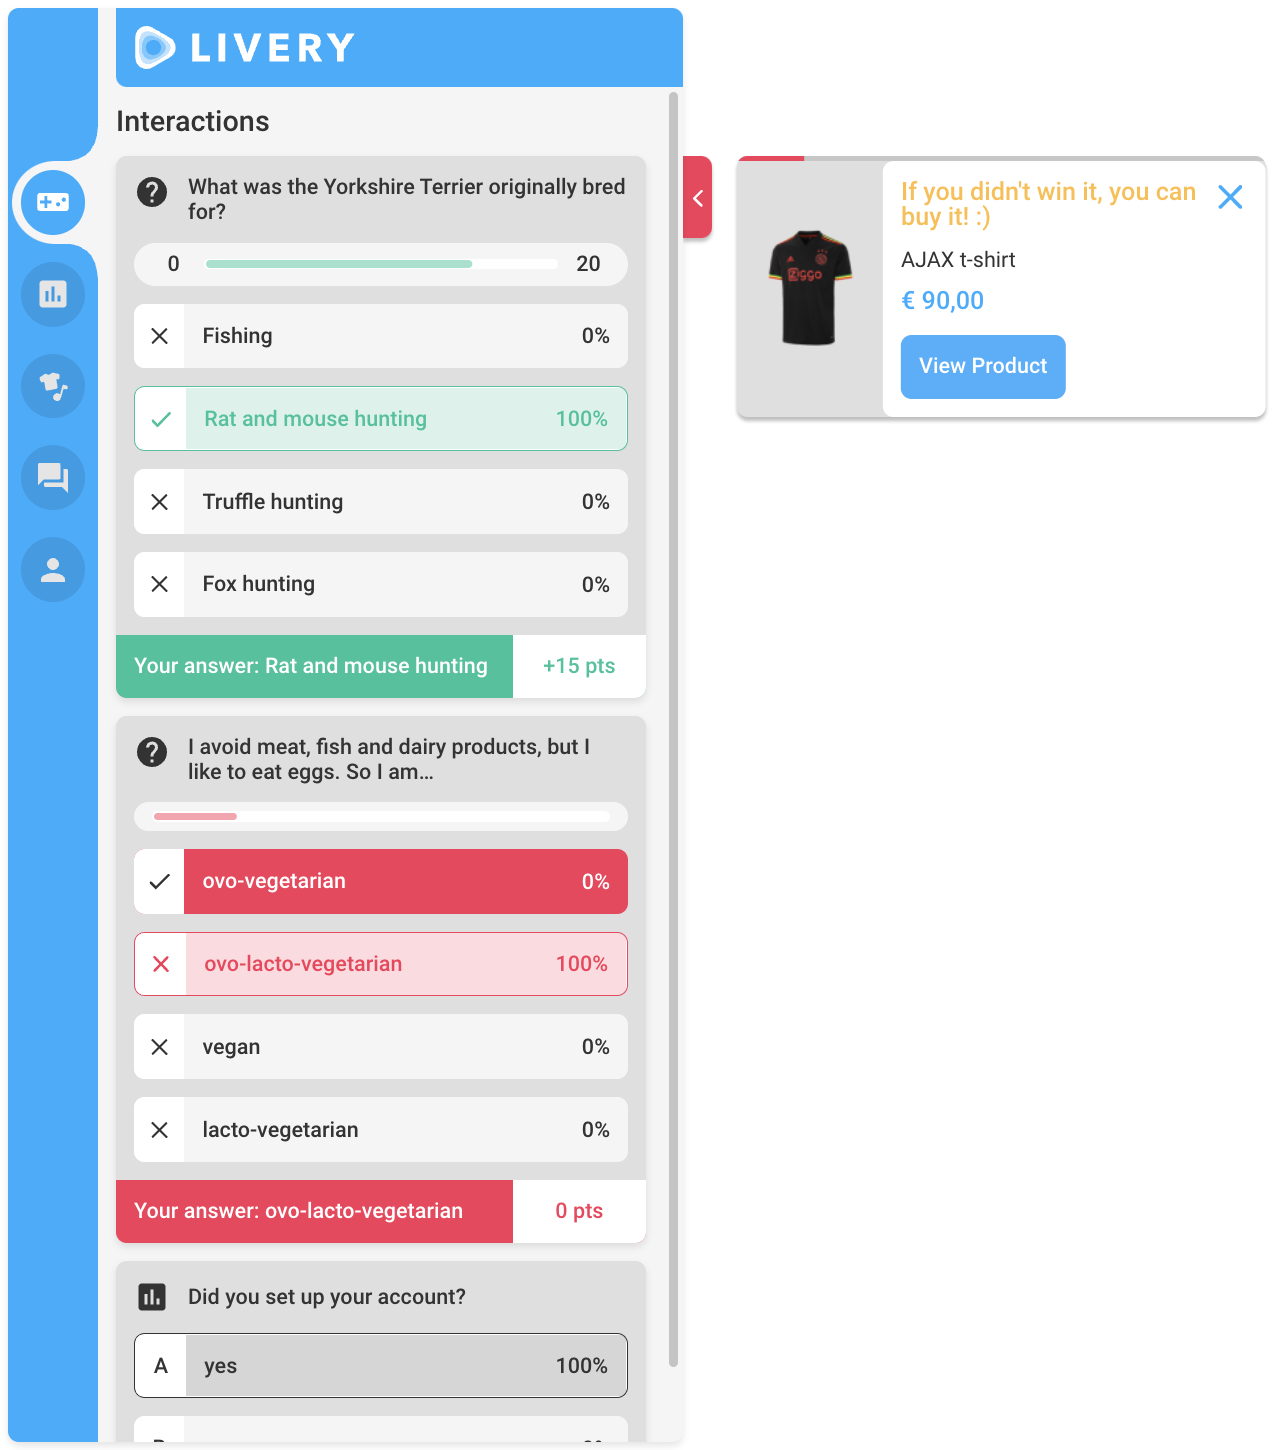 LIVERY
Interactions
What was the Yorkshire Terrier originally bred
for?
0 20
Fishing 0%
Rat and mouse hunting 100%
Truffle hunting 0%
Fox hunting 0%
Your answer: Rat and mouse hunting +15 pts
I avoid meat, fish and dairy products, but I
like to eat eggs. So I am...
ovo-vegetarian 0%
ovo-lacto-vegetarian 100%
vegan 0%
lacto-vegetarian 0%
Your answer: ovo-lacto-vegetarian 0 pts
Did you set up your account?
A yes 100%
If you didn't win it, you can
buy it! :)
AJAX t-shirt
€ 90,00
View Product
Ziggo